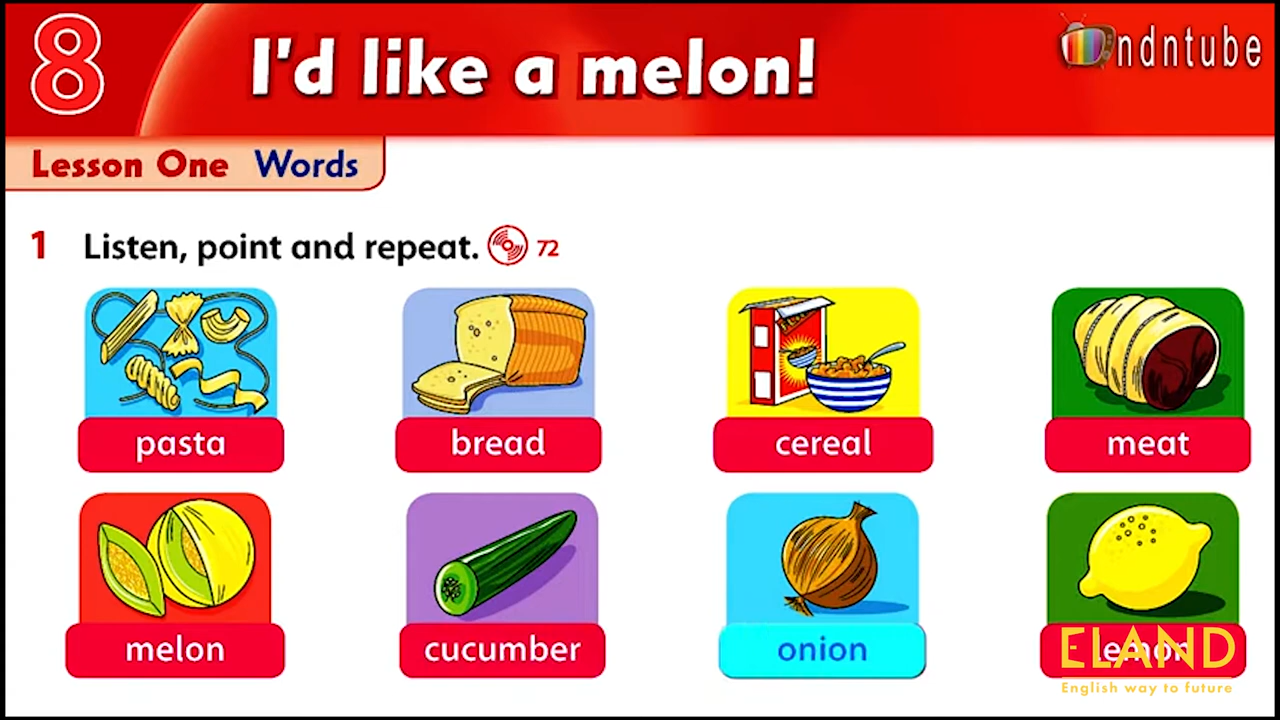 8 I'd like a melon!
ndntube
Lesson One Words
1 Listen, point and repeat. 72
pasta bread cereal meat
melon cucumber onion lemon
ELAND
English way to future